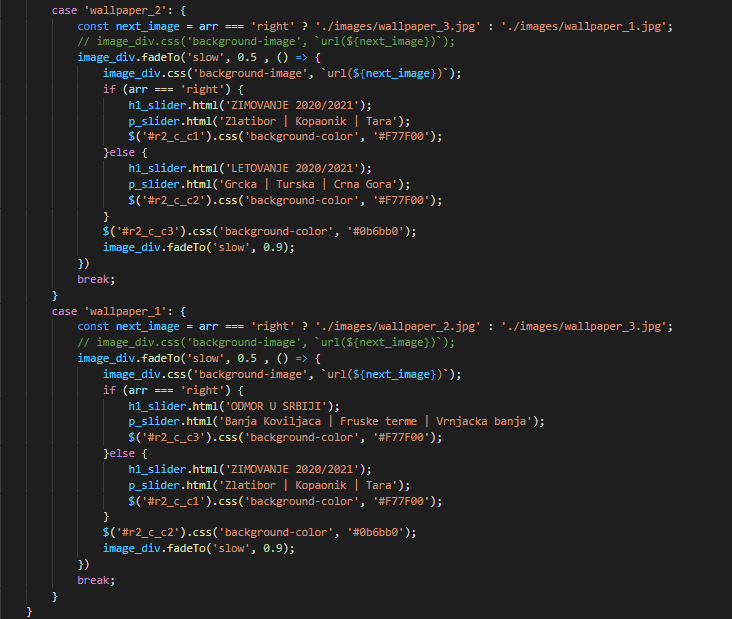 case 'wallpaper_2': {
const next_image = arr === 'right' ? './images/wallpaper_3.jpg' : './images/wallpaper_1.jpg';
// image_div.css('background-image', `url(${next_image})`);
image_div.fadeTo('slow', 0.5 , () => {
image_div.css('background-image', `url(${next_image})`);
if (arr === 'right') {
h1_slider.html('ZIMOVANJE 2020/2021');
p_slider.html('Zlatibor | Kopaonik | Tara');
$('#r2_c_c1').css('background-color', '#F77F00');
}else {
h1_slider.html('LETOVANJE 2020/2021');
p_slider.html('Grcka | Turska | Crna Gora');
$('#r2_c_c2').css('background-color', '#F77F00');
}
$('#r2_c_c3').css('background-color', '#0b6bb0');
image_div.fadeTo('slow', 0.9);
})
break;
}
case 'wallpaper_1': {
const next_image = arr === 'right' ? './images/wallpaper_2.jpg' : './images/wallpaper_3.jpg';
// image_div.css('background-image', `url(${next_image})`);
image_div.fadeTo('slow', 0.5 , () => {
image_div.css('background-image', `url(${next_image})`);
if (arr === 'right') {
h1_slider.html('ODMOR U SRBIJI');
p_slider.html('Banja Koviljaca | Fruske terme | Vrnjacka banja');
$('#r2_c_c3').css('background-color', '#F77F00');
}else {
h1_slider.html('ZIMOVANJE 2020/2021');
p_slider.html('Zlatibor | Kopaonik | Tara');
$('#r2_c_c1').css('background-color', '#F77F00');
}
$('#r2_c_c2').css('background-color', '#0b6bb0');
image_div.fadeTo('slow', 0.9);
})
break;
}
}